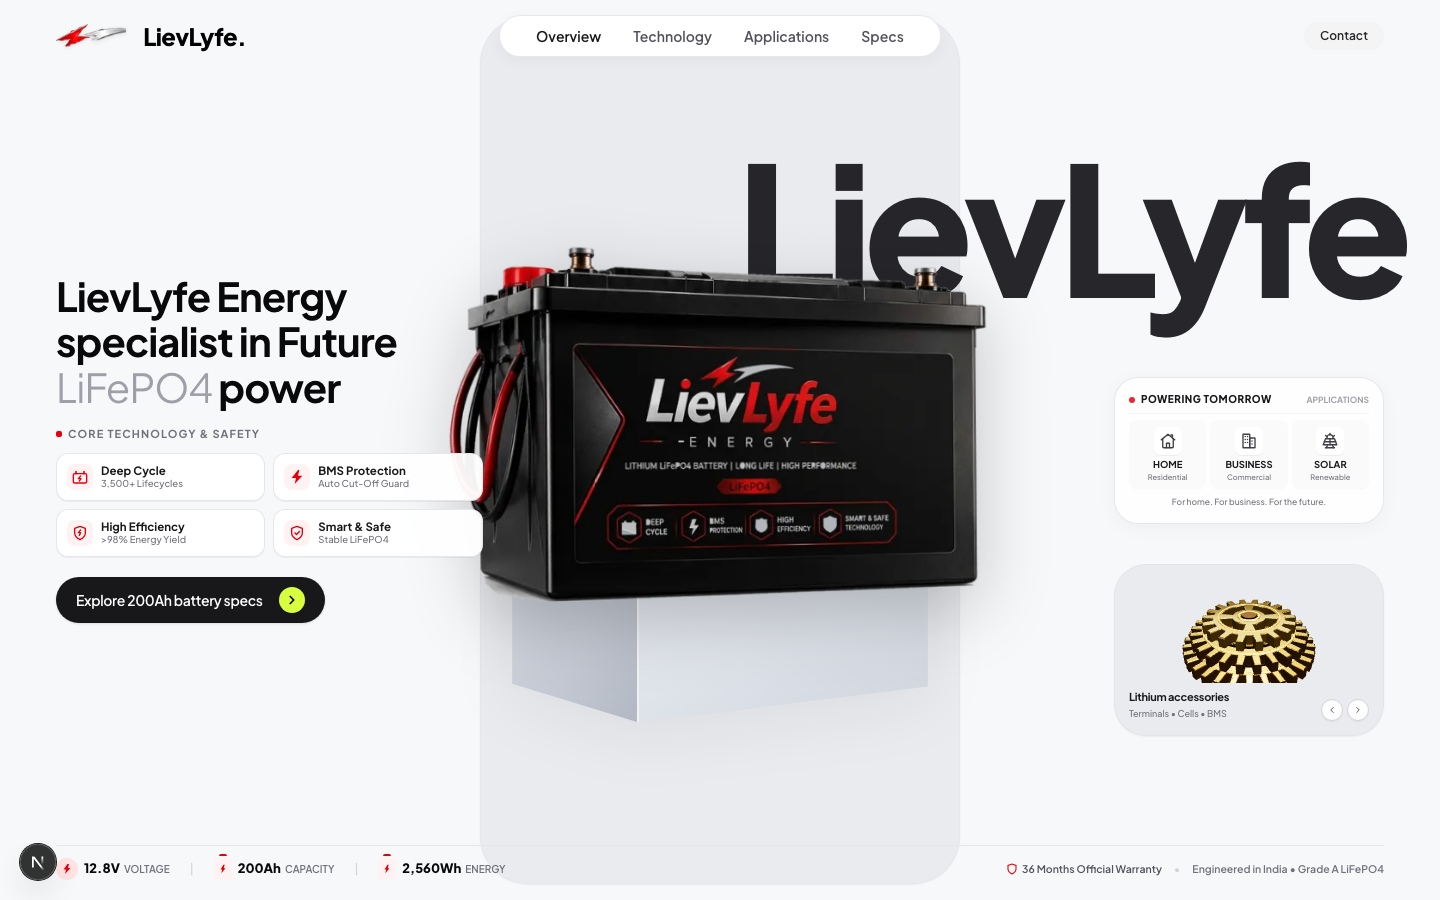 LievLyfe.
Overview
Technology
Applications
Specs
Contact
LievLyfe
LievLyfe Energy
specialist in Future
LiFePO4 power
CORE TECHNOLOGY & SAFETY
Deep Cycle
3,500+ Lifecycles
BMS Protection
Auto Cut-Off Guard
High Efficiency
>98% Energy Yield
Smart & Safe
Stable LiFePO4
Explore 200Ah battery specs
LievLyfe
-ENERGY
LITHIUM LiFePO4 BATTERY | LONG LIFE | HIGH PERFORMANCE
LiFePO4
DEEP
CYCLE
BMS
PROTECTION
HIGH
EFFICIENCY
SMART & SAFE
TECHNOLOGY
POWERING TOMORROW
APPLICATIONS
HOME
Residential
BUSINESS
Commercial
SOLAR
Renewable
For home. For business. For the future.
Lithium accessories
Terminals • Cells • BMS
N
12.8V VOLTAGE
200Ah CAPACITY
2,560Wh ENERGY
36 Months Official Warranty
Engineered in India • Grade A LiFePO4